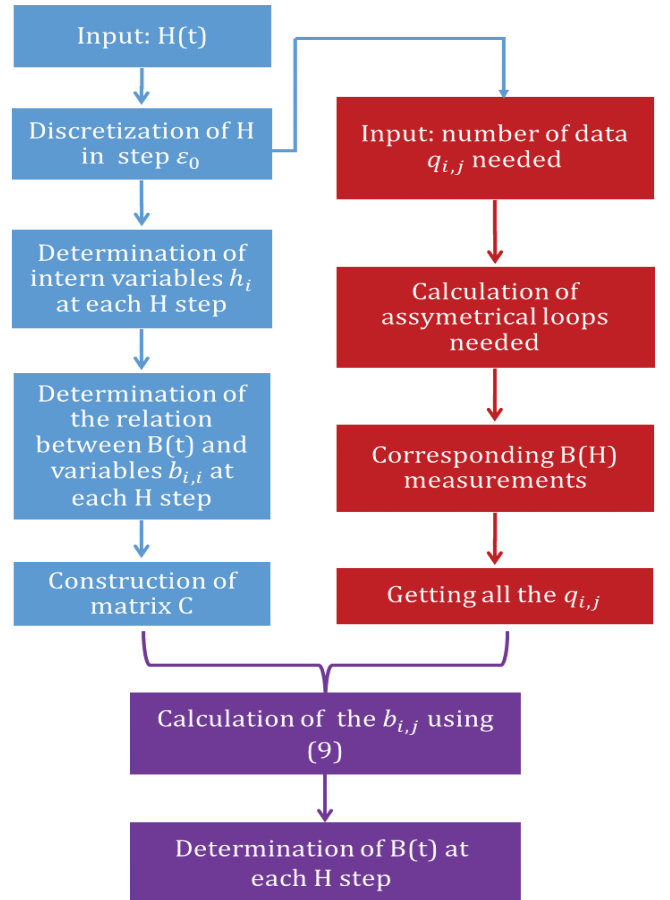 Input: H(t)
Discretization of H
in step ε₀
Determination of
intern variables hᵢ
at each H step
Determination of
the relation
between B(t) and
variables bᵢ,ᵢ at
each H step
Construction of
matrix C
Input: number of data
qᵢ,ⱼ needed
Calculation of
assymetrical loops
needed
Corresponding B(H)
measurements
Getting all the qᵢ,ⱼ
Calculation of the bᵢ,ⱼ using
(9)
Determination of B(t) at
each H step